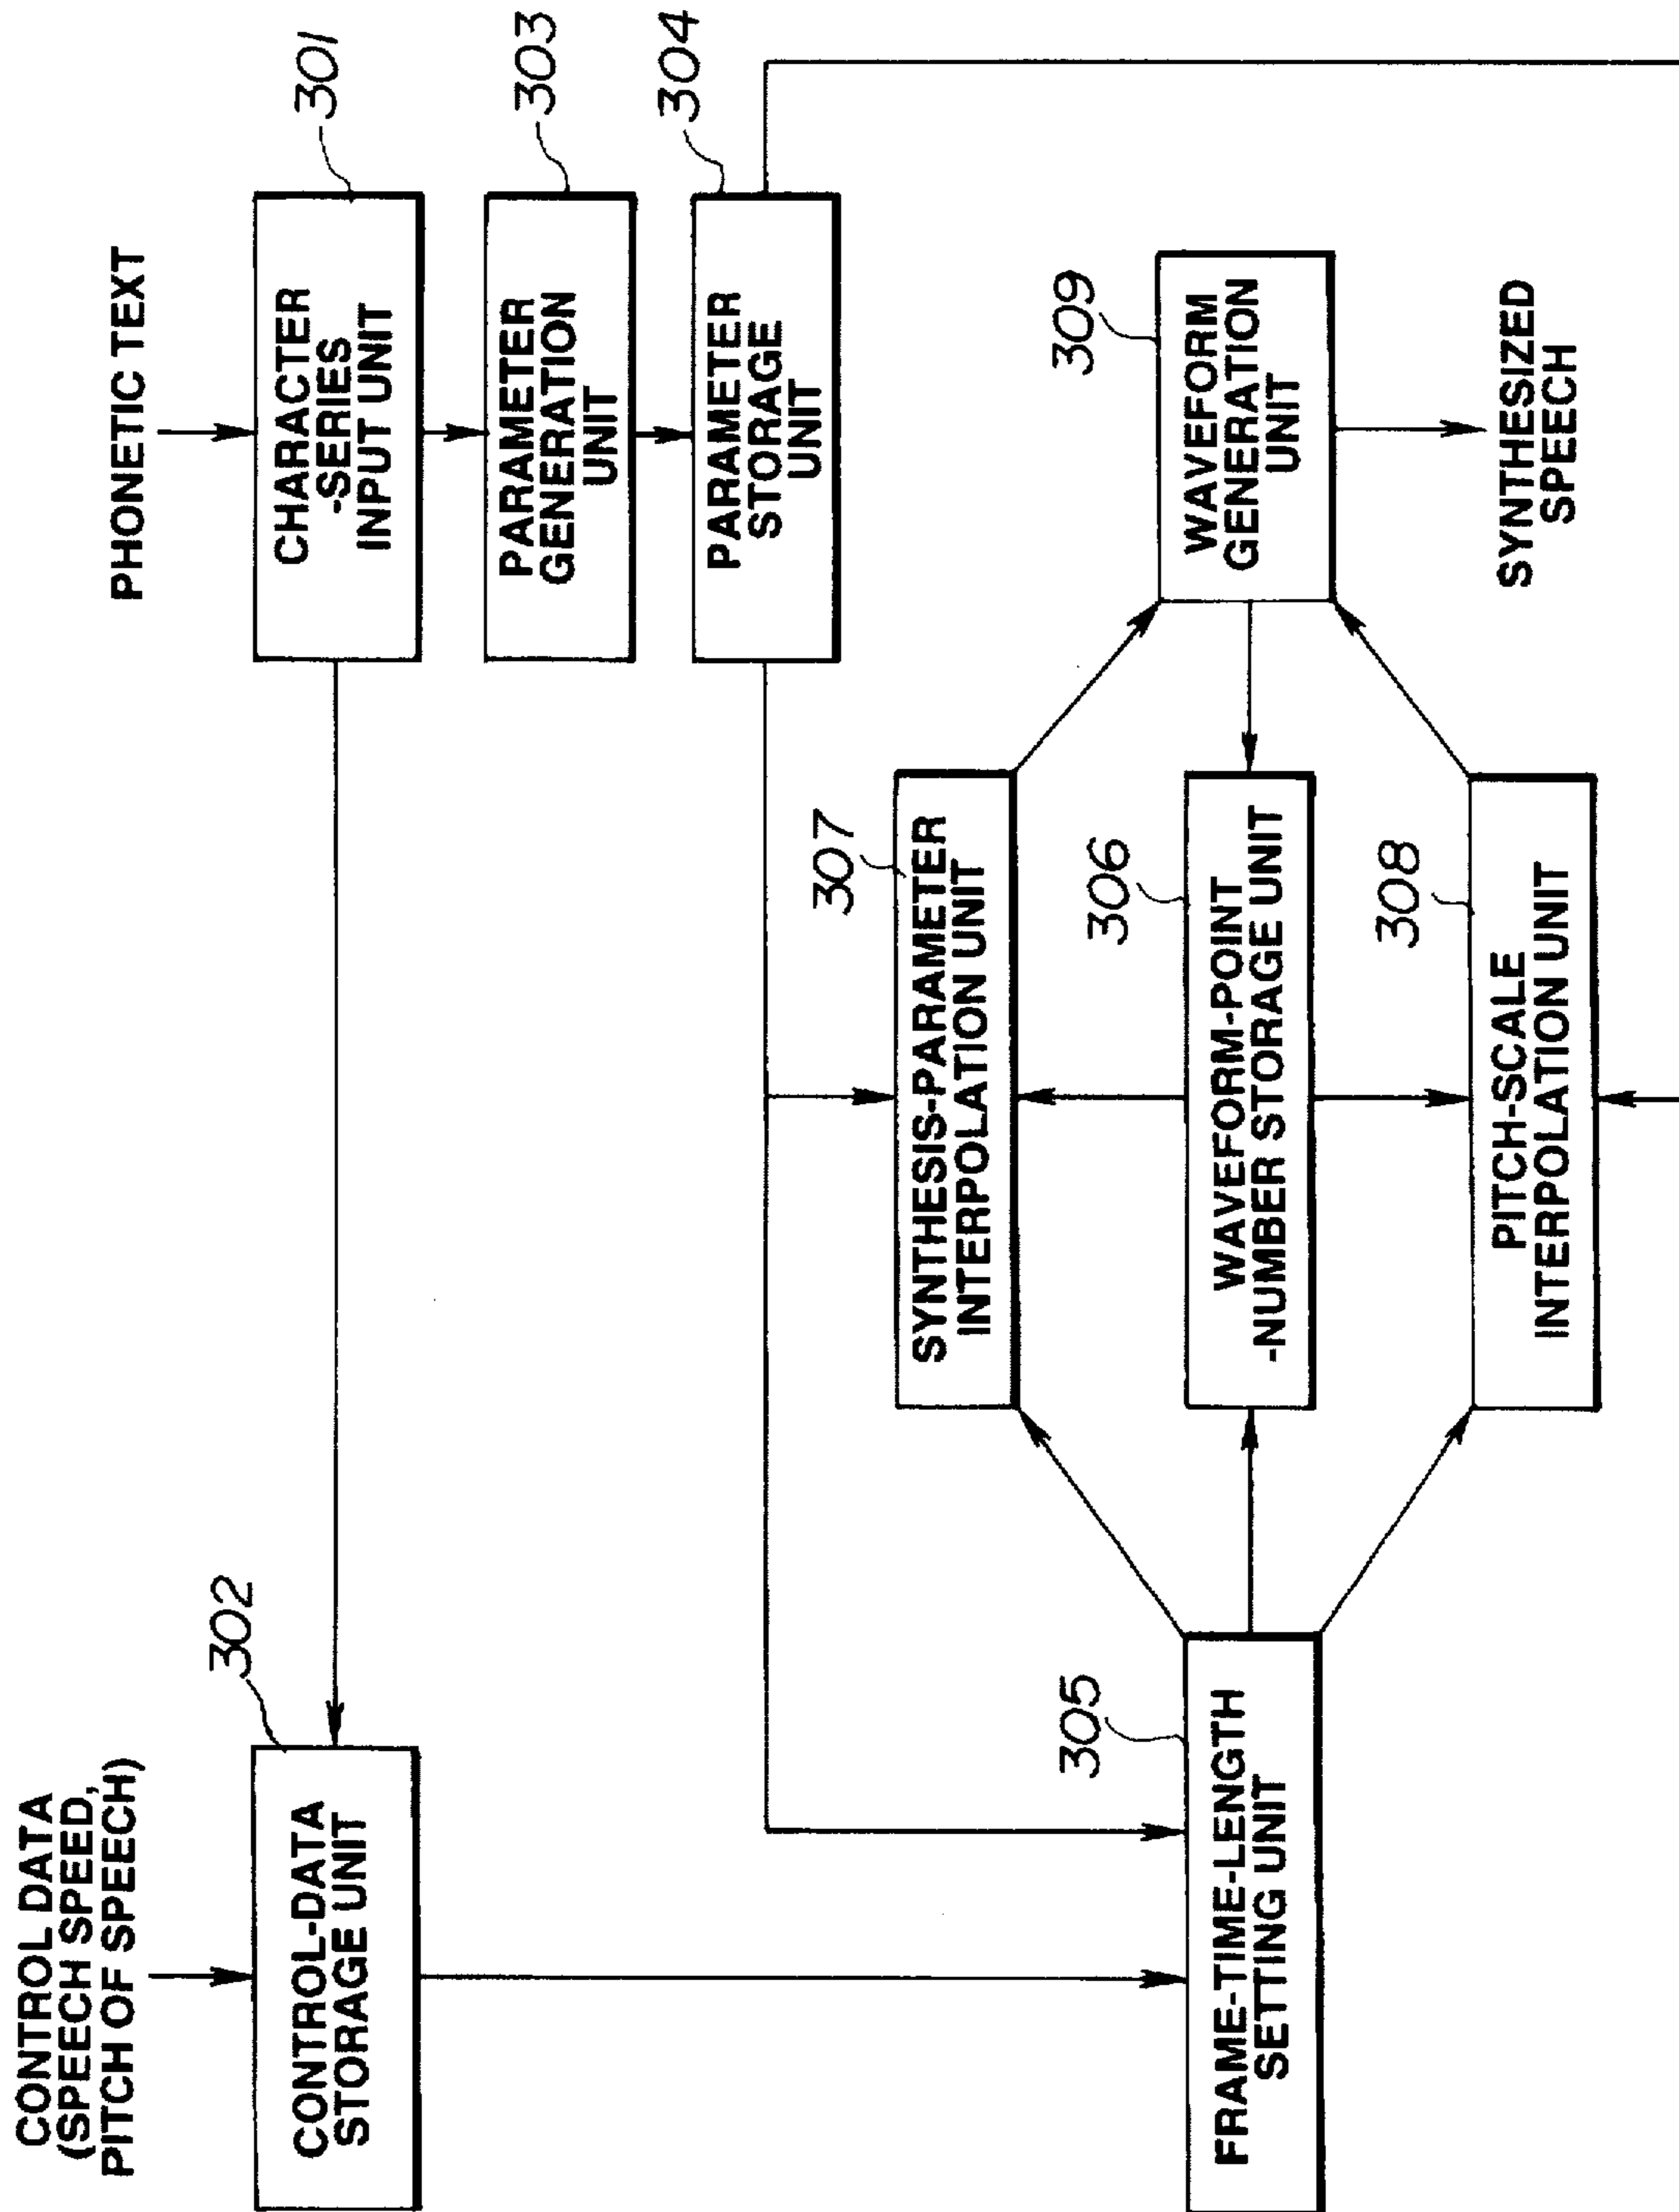 CONTROL DATA
(SPEECH SPEED,
PITCH OF SPEECH)
PHONETIC TEXT
302
301
CONTROL-DATA
STORAGE UNIT
CHARACTER
-SERIES
INPUT UNIT
303
PARAMETER
GENERATION
UNIT
304
PARAMETER
STORAGE
UNIT
307
SYNTHESIS-PARAMETER
INTERPOLATION UNIT
305
FRAME-TIME-LENGTH
SETTING UNIT
306
WAVEFORM-POINT
-NUMBER STORAGE UNIT
309
WAVEFORM
GENERATION
UNIT
308
PITCH-SCALE
INTERPOLATION UNIT
SYNTHESIZED
SPEECH